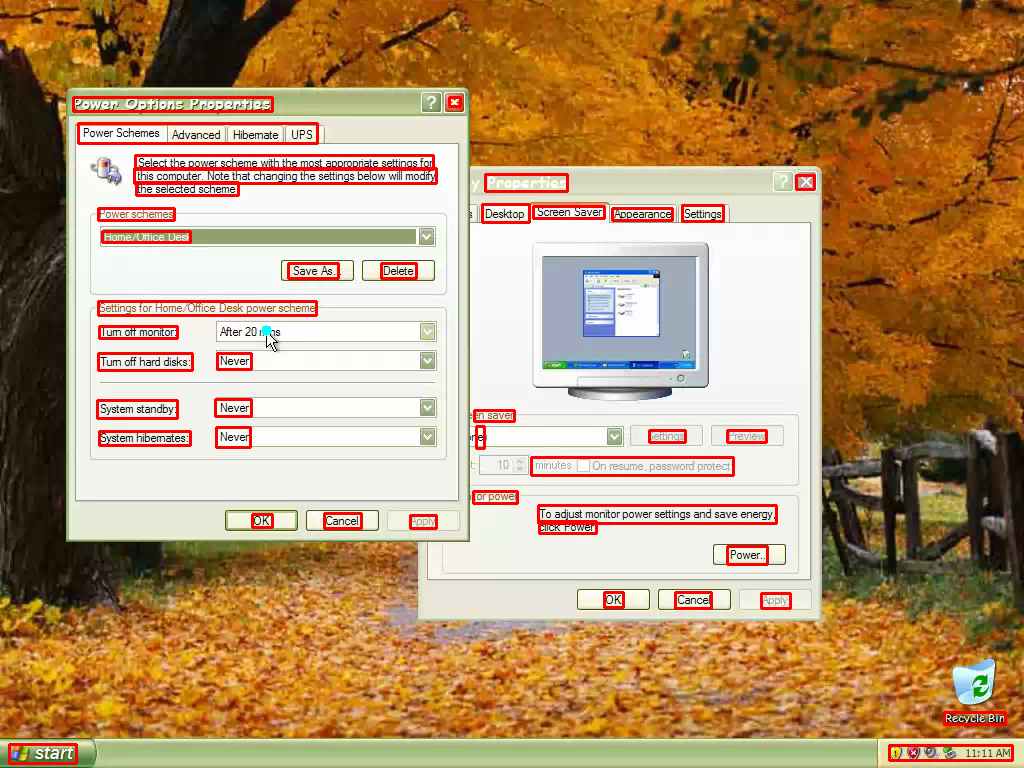 Power Options Properties
Power Schemes Advanced Hibernate UPS
Select the power scheme with the most appropriate settings for
this computer. Note that changing the settings below will modify
the selected scheme.
Power schemes
Home/Office Desk
Save As... Delete
Settings for Home/Office Desk power scheme
Turn off monitor: After 20 mins
Turn off hard disks: Never
System standby: Never
System hibernates: Never
OK Cancel Apply
y Properties
s Desktop Screen Saver Appearance Settings
een saver
one) Settings Preview
t: 10 minutes On resume, password protect
or power
To adjust monitor power settings and save energy,
click Power.
Power...
OK Cancel Apply
Recycle Bin
start 11:11 AM